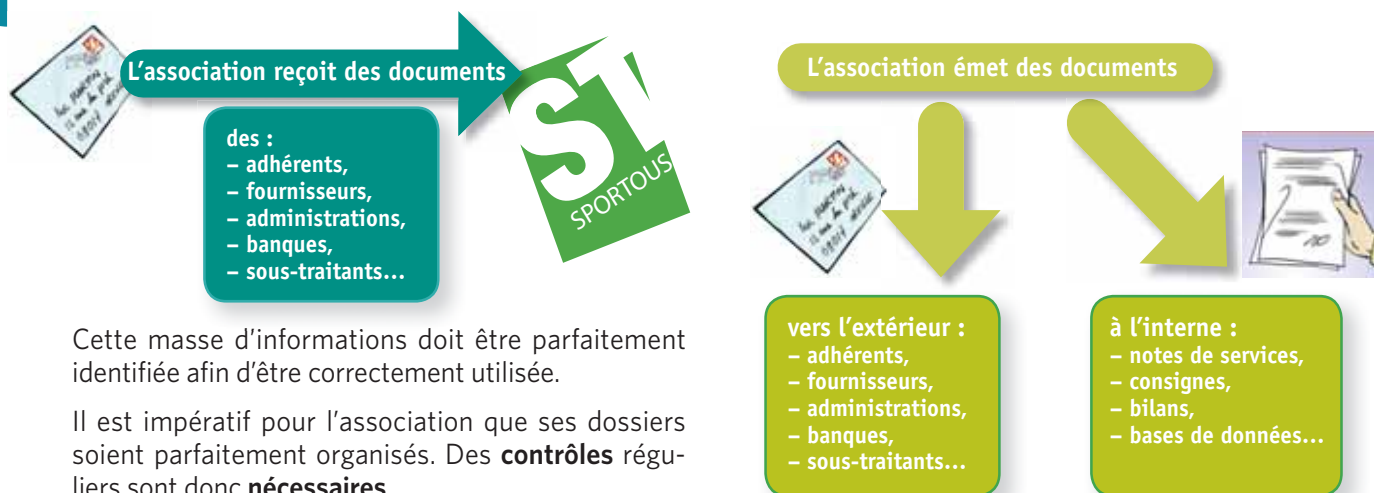 L'association reçoit des documents
des :
– adhérents,
– fournisseurs,
– administrations,
– banques,
– sous-traitants…
ST
SPORTOUS
Cette masse d'informations doit être parfaitement
identifiée afin d'être correctement utilisée.
Il est impératif pour l'association que ses dossiers
soient parfaitement organisés. Des contrôles régu-
liers sont donc nécessaires
L'association émet des documents
vers l'extérieur :
– adhérents,
– fournisseurs,
– administrations,
– banques,
– sous-traitants…
à l'interne :
– notes de services,
– consignes,
– bilans,
– bases de données…